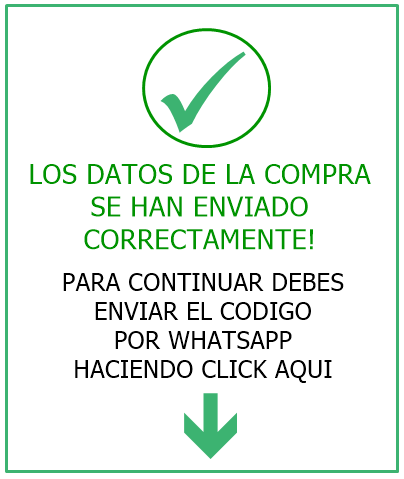 LOS DATOS DE LA COMPRA
SE HAN ENVIADO
CORRECTAMENTE!
PARA CONTINUAR DEBES
ENVIAR EL CODIGO
POR WHATSAPP
HACIENDO CLICK AQUI